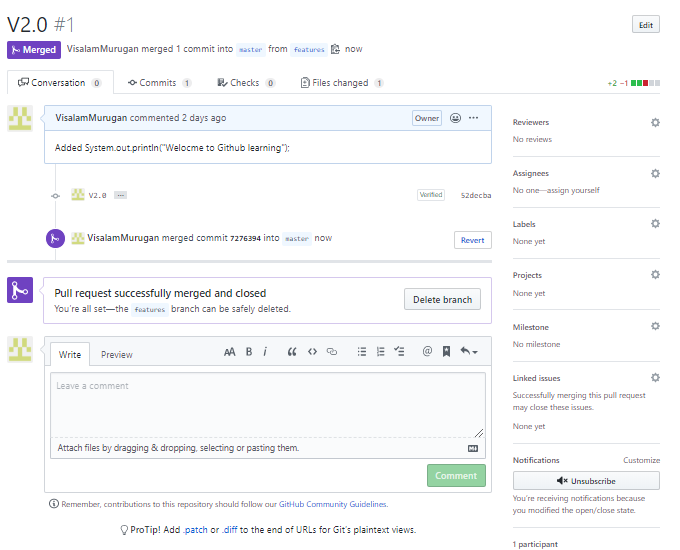 V2.0 #1
Edit
Merged VisalamMurugan merged 1 commit into master from features now
Conversation 0 Commits 1 Checks 0 Files changed 1 +2 −1
VisalamMurugan commented 2 days ago Owner
Added System.out.println("Welocme to Github learning");
V2.0 Verified 52decba
VisalamMurugan merged commit 7276394 into master now Revert
Pull request successfully merged and closed
You're all set—the features branch can be safely deleted.
Delete branch
Write Preview AA B i
Leave a comment
Attach files by dragging & dropping, selecting or pasting them.
Comment
Remember, contributions to this repository should follow our GitHub Community Guidelines.
ProTip! Add .patch or .diff to the end of URLs for Git's plaintext views.
Reviewers
No reviews
Assignees
No one—assign yourself
Labels
None yet
Projects
None yet
Milestone
No milestone
Linked issues
Successfully merging this pull request
may close these issues.
None yet
Notifications Customize
Unsubscribe
You're receiving notifications because
you modified the open/close state.
1 participant